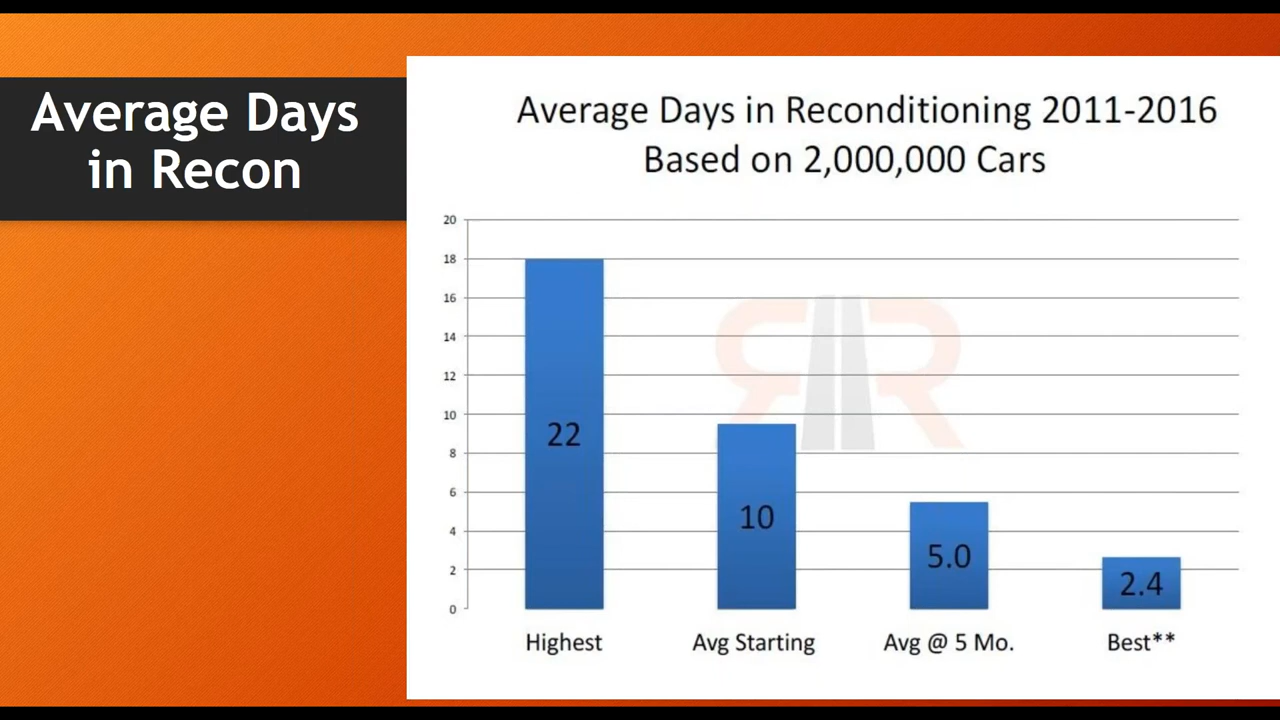 Average Days
in Recon
Average Days in Reconditioning 2011-2016
Based on 2,000,000 Cars
20
18
16
14
12
10
8
6
4
2
0
22
10
5.0
2.4
Highest
Avg Starting
Avg @ 5 Mo.
Best**